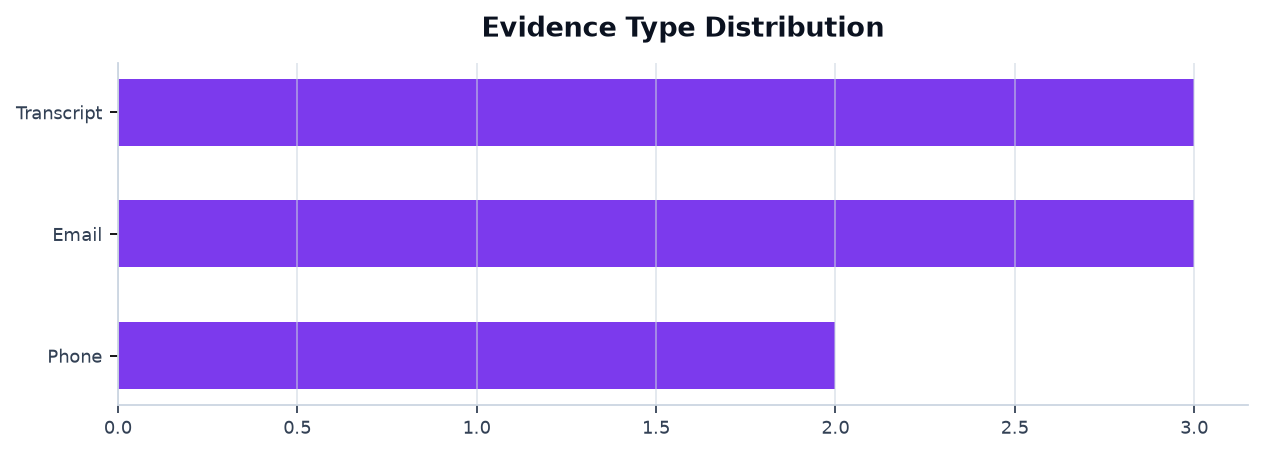 Evidence Type Distribution
Transcript
Email
Phone
0.0 0.5 1.0 1.5 2.0 2.5 3.0